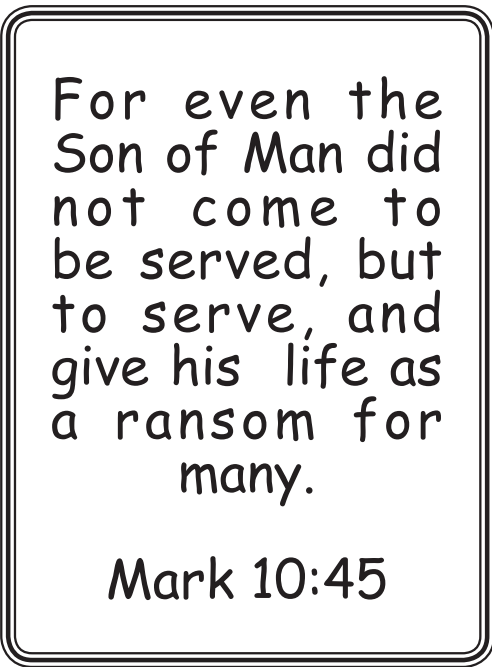 For even the
Son of Man did
not come to
be served, but
to serve, and
give his life as
a ransom for
many.
Mark 10:45